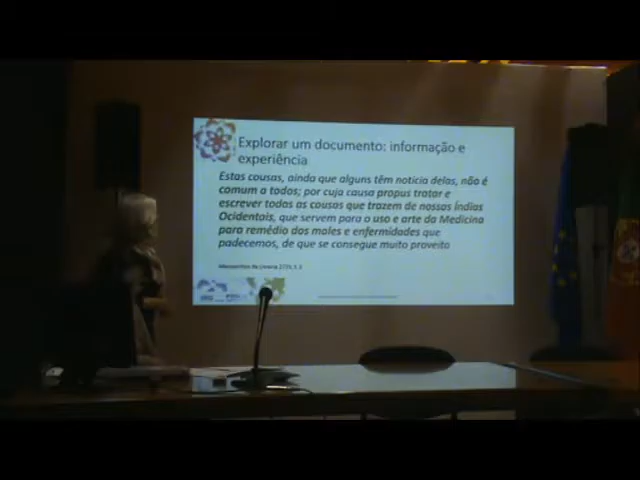 Explorar um documento: informação e
experiência
Estas cousas, ainda que alguns têm noticia delas, não é
comum a todos; por cuja causa propus tratar e
escrever todas as cousas que trazem de nossas Índias
Ocidentais, que servem para o uso e arte da Medicina
para remédio dos males e enfermidades que
padecemos, de que se consegue muito proveito